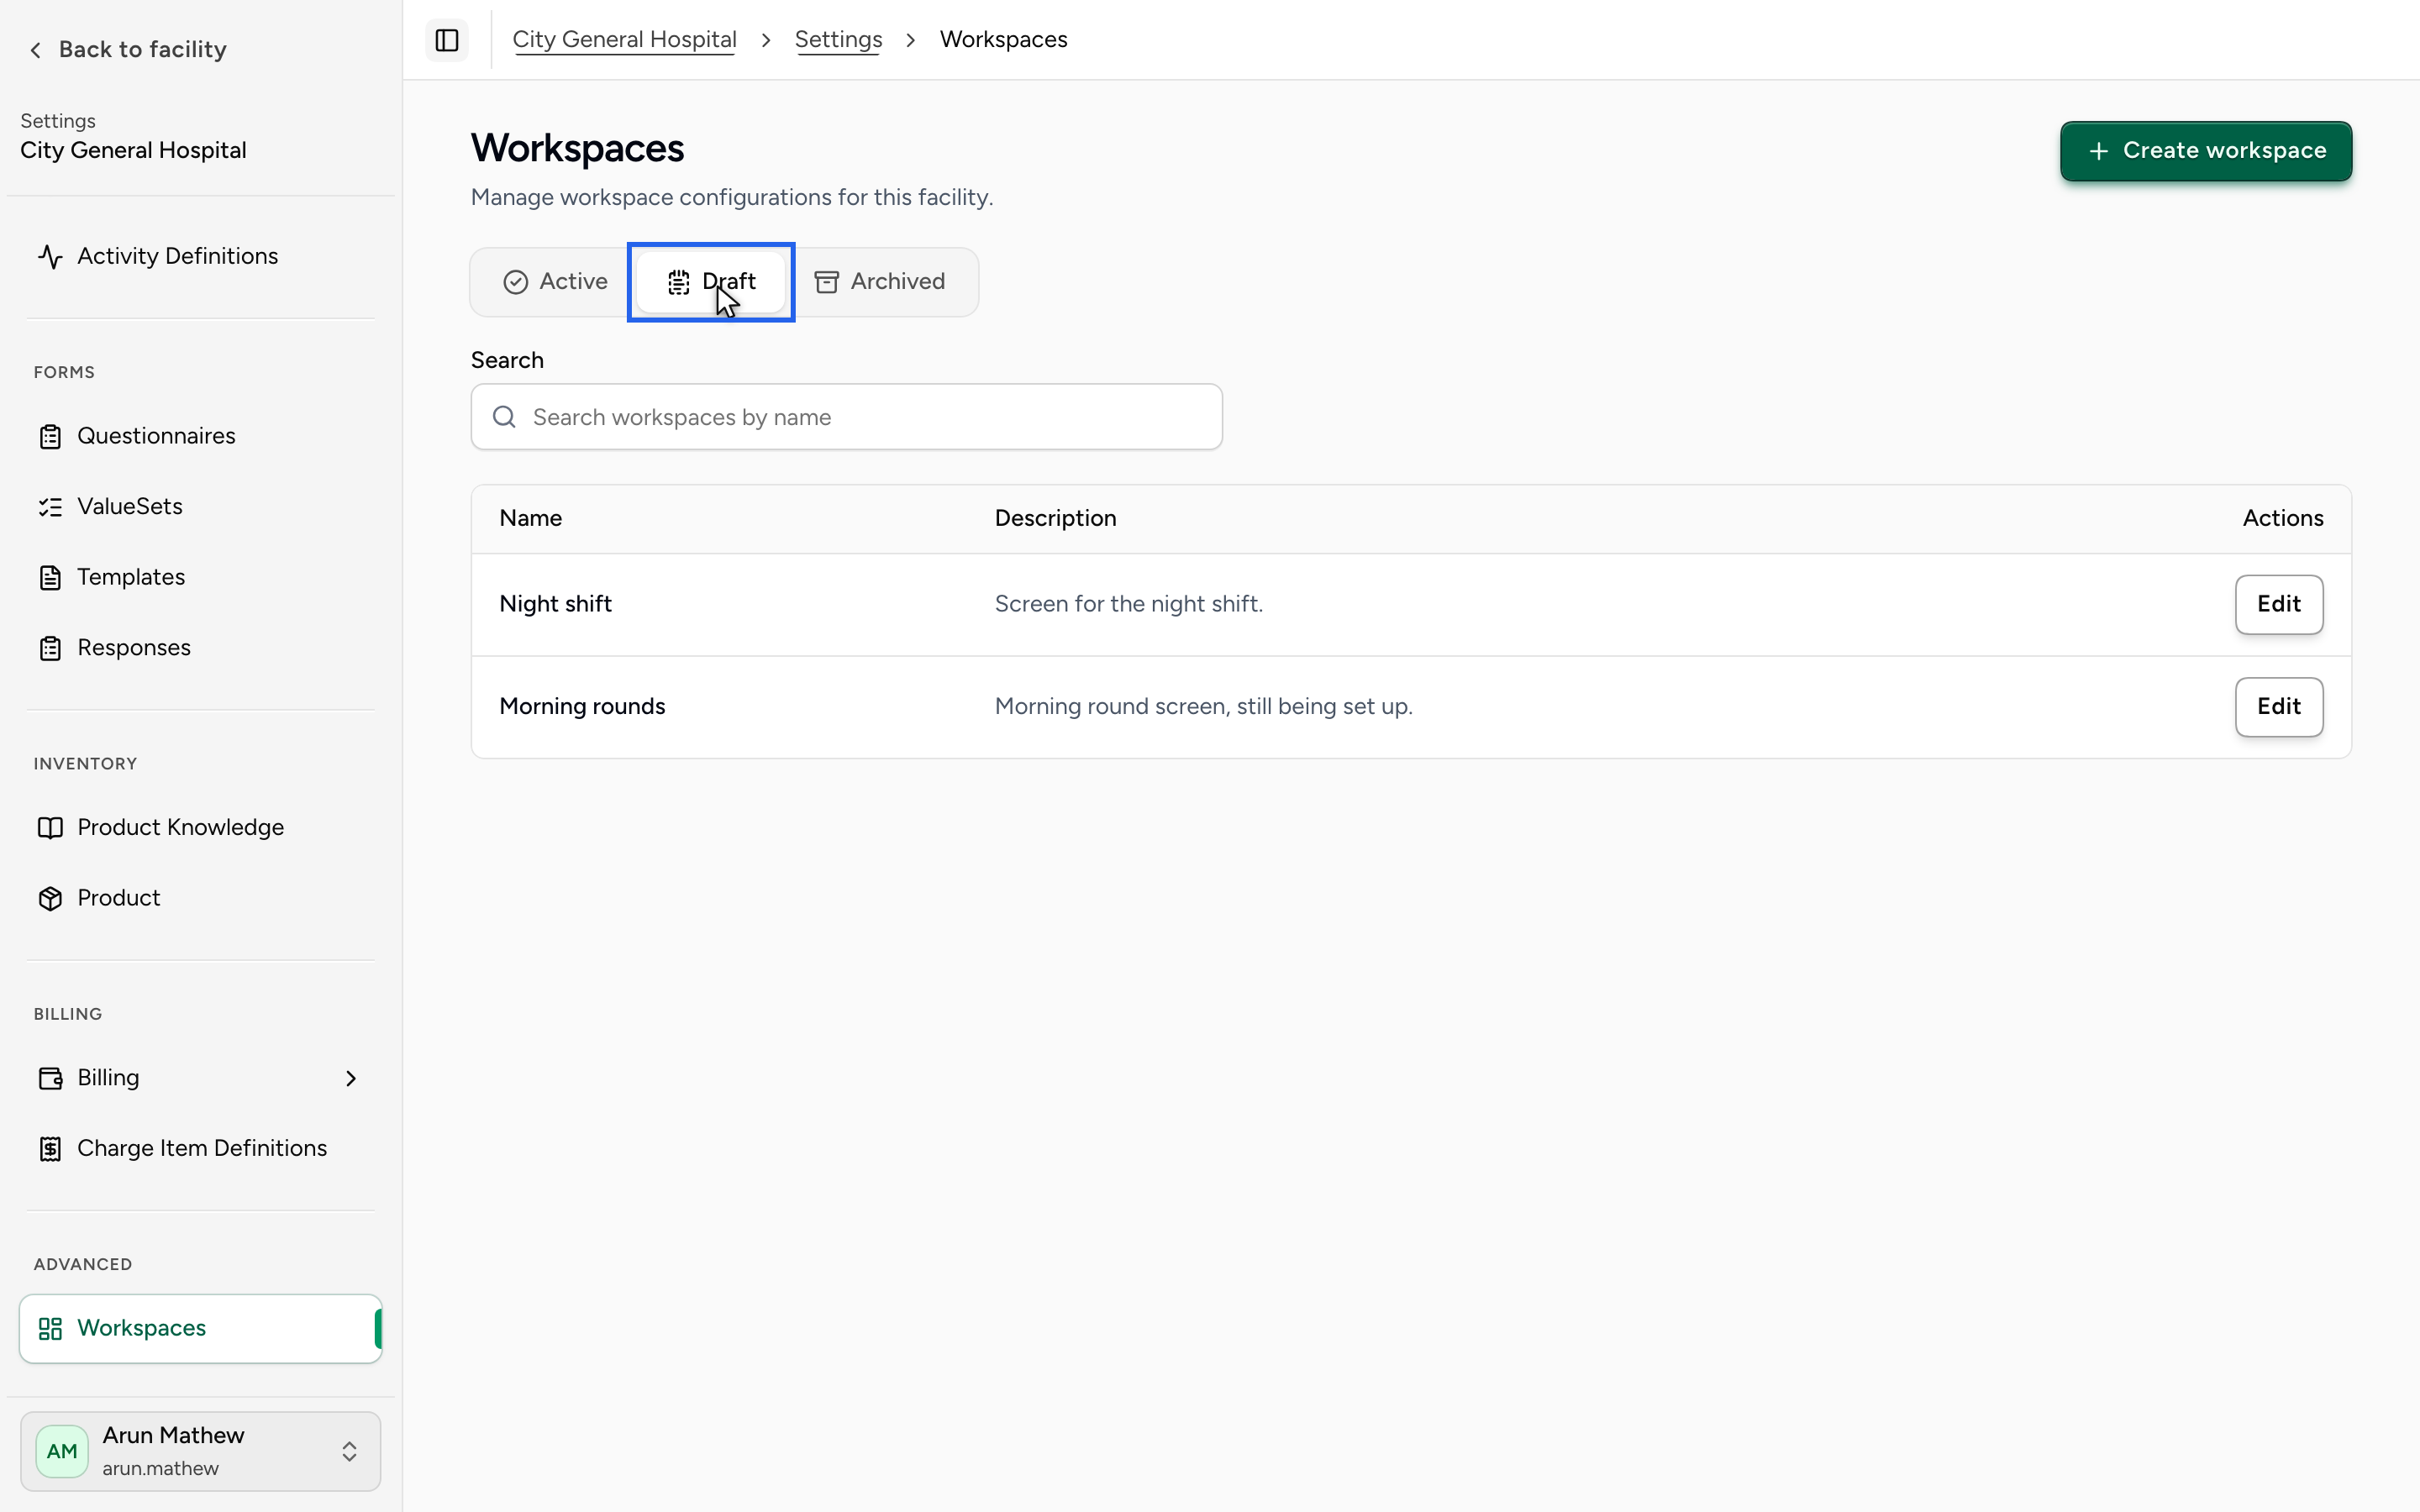 Back to facility
Settings
City General Hospital
Activity Definitions
FORMS
Questionnaires
ValueSets
Templates
Responses
INVENTORY
Product Knowledge
Product
BILLING
Billing
Charge Item Definitions
ADVANCED
Workspaces
AM
Arun Mathew
arun.mathew
City General Hospital > Settings > Workspaces
Workspaces
Create workspace
Manage workspace configurations for this facility.
Active Draft Archived
Search
Search workspaces by name
Name Description Actions
Night shift Screen for the night shift. Edit
Morning rounds Morning round screen, still being set up. Edit